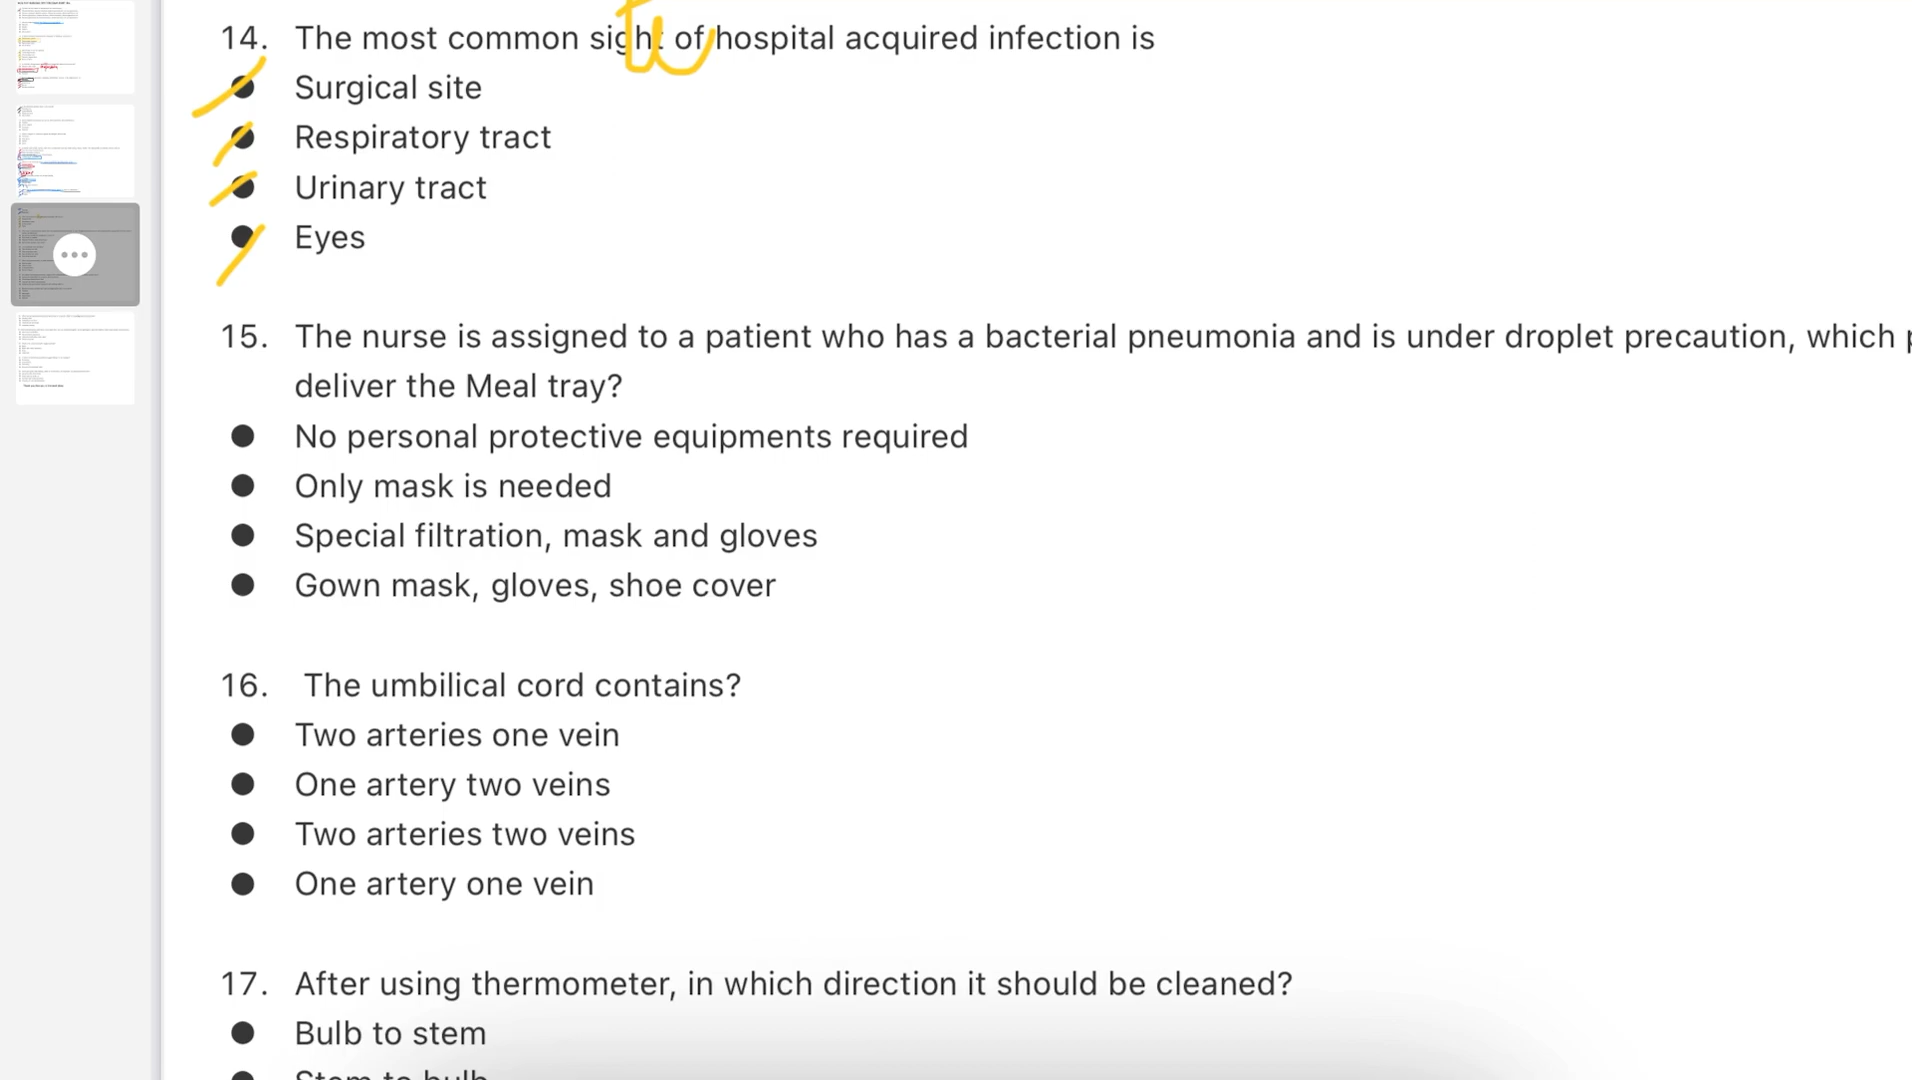 14. The most common sight of hospital acquired infection is
te
● Surgical site
● Respiratory tract
● Urinary tract
● Eyes
15. The nurse is assigned to a patient who has a bacterial pneumonia and is under droplet precaution, which
deliver the Meal tray?
● No personal protective equipments required
● Only mask is needed
● Special filtration, mask and gloves
● Gown mask, gloves, shoe cover
16. The umbilical cord contains?
● Two arteries one vein
● One artery two veins
● Two arteries two veins
● One artery one vein
17. After using thermometer, in which direction it should be cleaned?
● Bulb to stem
● Stem to bulb